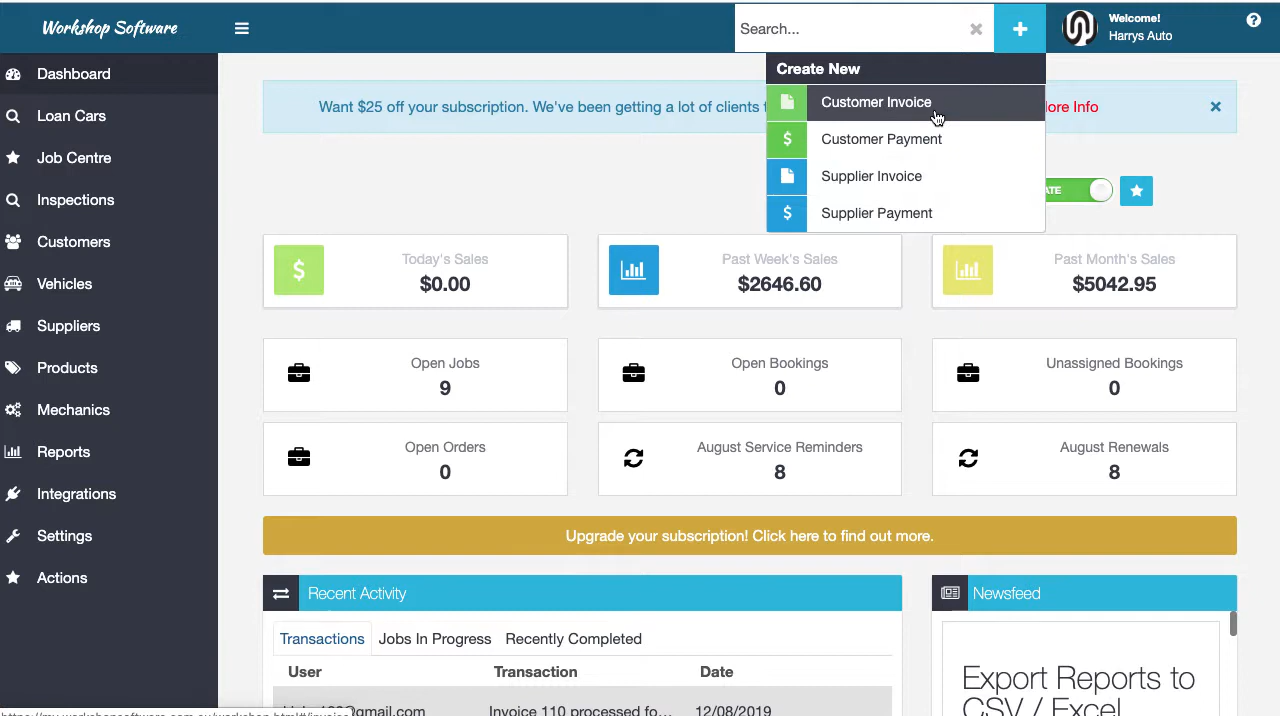 Workshop Software
Search...
Welcome!
Harrys Auto
Create New
Customer Invoice
Customer Payment
Supplier Invoice
Supplier Payment
Dashboard
Loan Cars
Job Centre
Inspections
Customers
Vehicles
Suppliers
Products
Mechanics
Reports
Integrations
Settings
Actions
Want $25 off your subscription. We've been getting a lot of clients
More Info
Today's Sales
$0.00
Past Week's Sales
$2646.60
Past Month's Sales
$5042.95
Open Jobs
9
Open Bookings
0
Unassigned Bookings
0
Open Orders
0
August Service Reminders
8
August Renewals
8
Upgrade your subscription! Click here to find out more.
Recent Activity
Transactions Jobs In Progress Recently Completed
User Transaction Date
@gmail.com Invoice 110 processed fo... 12/08/2019
Newsfeed
Export Reports to
CSV / Excel